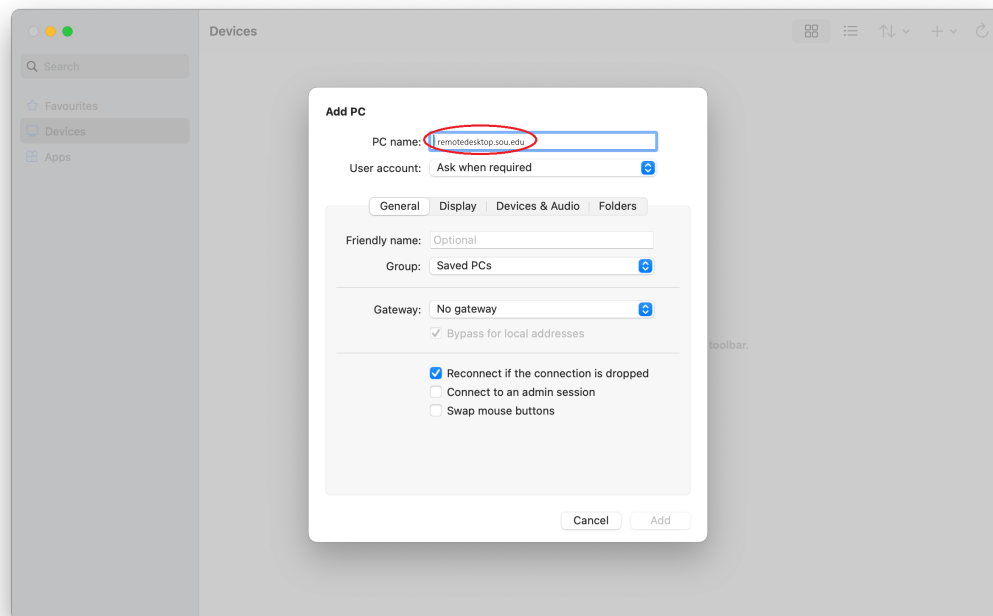 Devices
Search
Favourites
Devices
Apps
Add PC
PC name: remotedesktop.sou.edu
User account: Ask when required
General Display Devices & Audio Folders
Friendly name: Optional
Group: Saved PCs
Gateway: No gateway
Bypass for local addresses
toolbar.
Reconnect if the connection is dropped
Connect to an admin session
Swap mouse buttons
Cancel Add